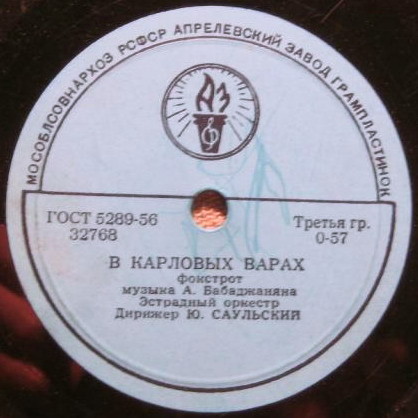 МОСОБЛСОВНАРХОЗ РСФСР АПРЕЛЕВСКИЙ ЗАВОД ГРАМПЛАСТИНОК
АЗ
ГОСТ 5289-56
32768
Третья гр.
0-57
В КАРЛОВЫХ ВАРАХ
фокстрот
музыка А. Бабаджаняна
Эстрадный оркестр
Дирижер Ю. САУЛЬСКИЙ